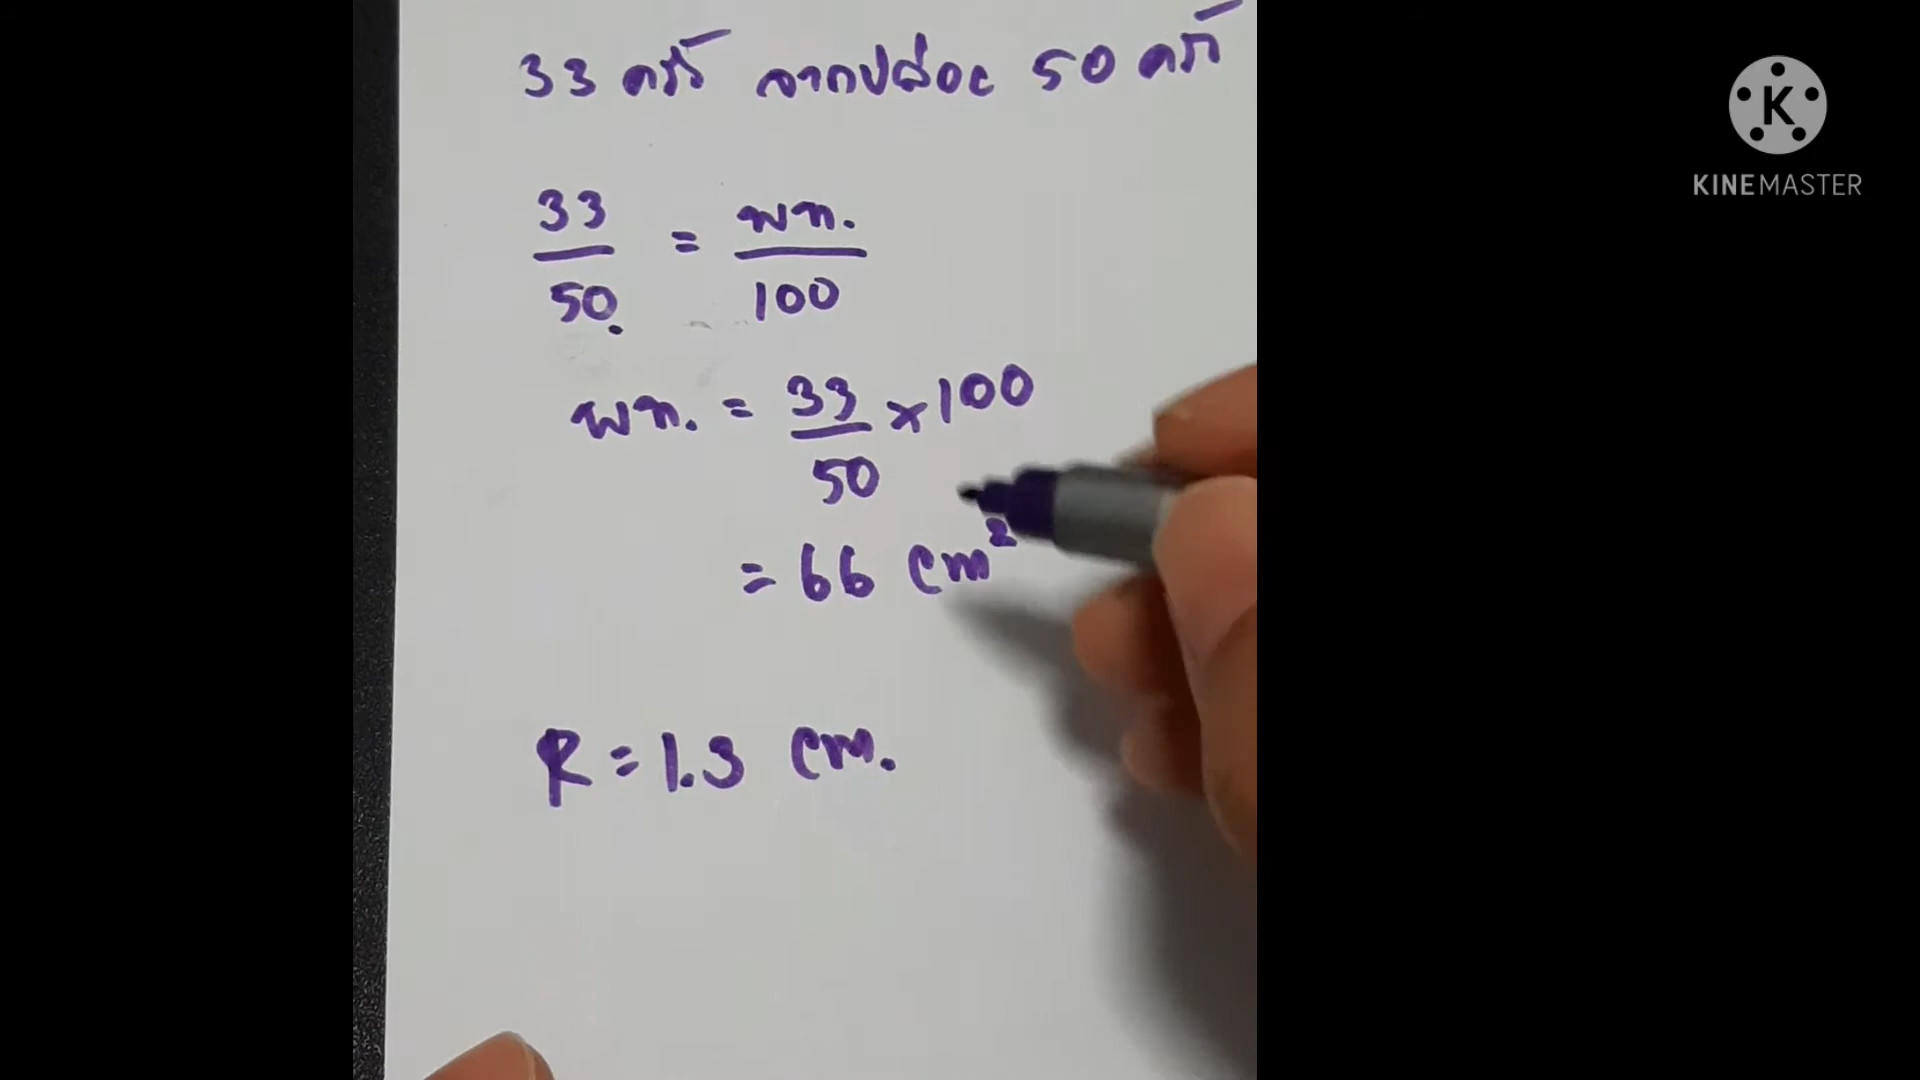 33 ครั้ง จากปล่อย 50 ครั้ง
33/50 = พท./100
พท. = 33/50 × 100
= 66 cm²
R = 1.3 cm.
K
KINEMASTER